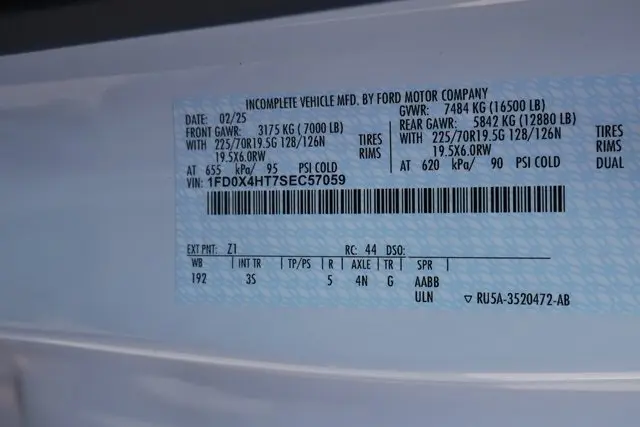 INCOMPLETE VEHICLE MFD. BY FORD MOTOR COMPANY
DATE: 02/25 GVWR: 7484 KG (16500 LB)
FRONT GAWR: 3175 KG (7000 LB) REAR GAWR: 5842 KG (12880 LB)
WITH 225/70R19.5G 128/126N TIRES WITH 225/70R19.5G 128/126N TIRES
19.5X6.0RW RIMS 19.5X6.0RW RIMS
AT 655 kPa/ 95 PSI COLD AT 620 kPa/ 90 PSI COLD DUAL
VIN: 1FD0X4HT7SEC57059
EXT PNT: Z1 RC: 44 DSO:
WB | INT TR | TP/PS | R | AXLE | TR | SPR |
192 3S 5 4N G AABB
ULN ▽ RU5A-3520472-AB